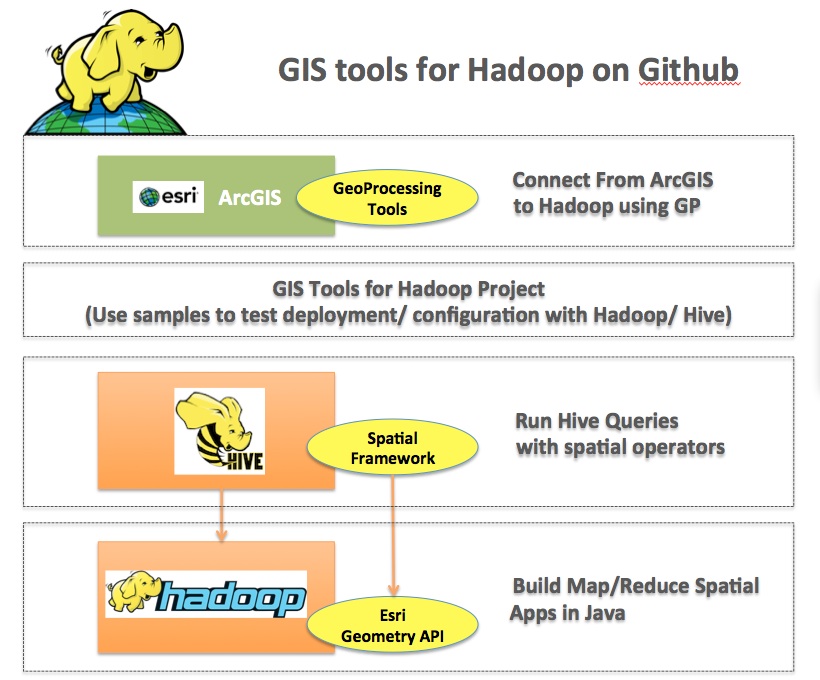 GIS tools for Hadoop on Github
esri
ArcGIS
GeoProcessing
Tools
Connect From ArcGIS
to Hadoop using GP
GIS Tools for Hadoop Project
(Use samples to test deployment/ configuration with Hadoop/ Hive)
HIVE
Spatial
Framework
Run Hive Queries
with spatial operators
hadoop
Esri
Geometry API
Build Map/Reduce Spatial
Apps in Java